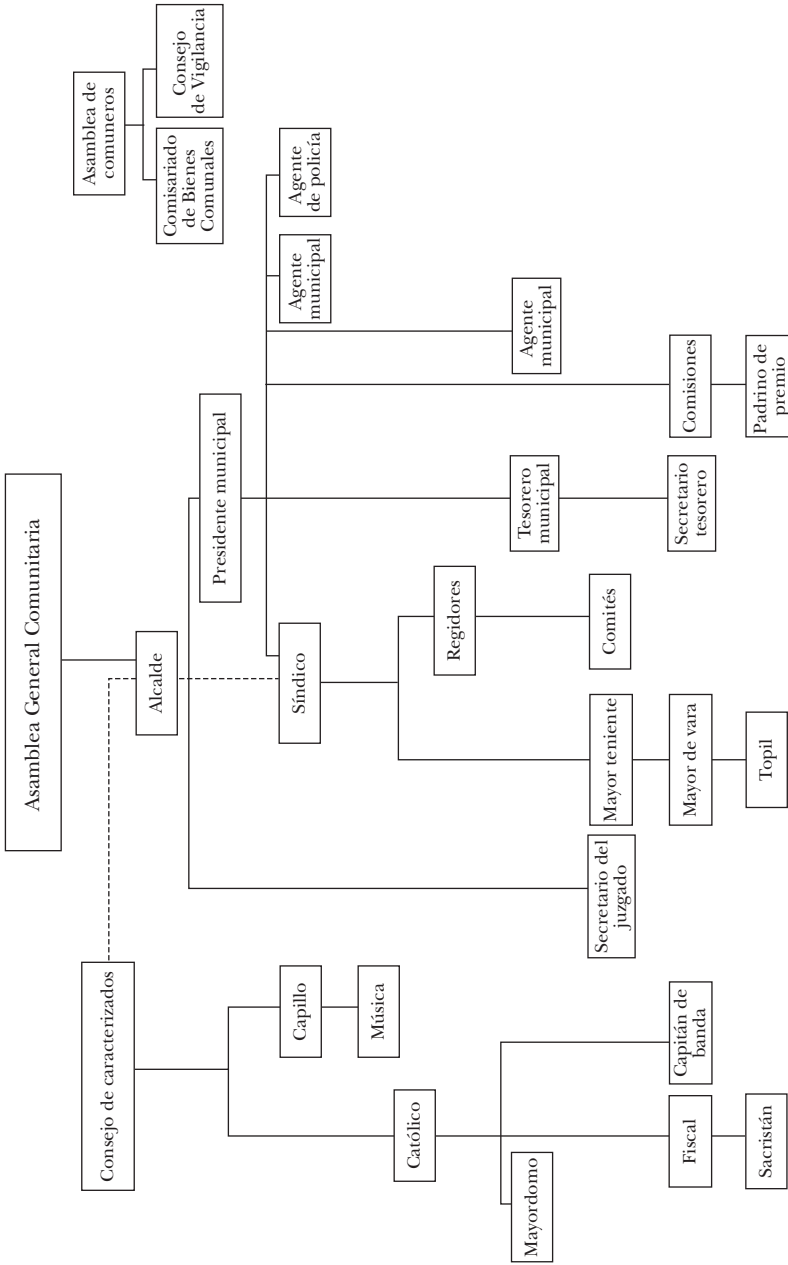 Asamblea General Comunitaria
Asamblea de
comuneros
Comisariado
de Bienes
Comunales
Consejo
de Vigilancia
Consejo de caracterizados
Alcalde
Presidente municipal
Capillo
Música
Síndico
Agente
municipal
Agente
de policía
Católico
Regidores
Mayordomo
Tesorero
municipal
Agente
municipal
Secretario del
juzgado
Mayor teniente
Comités
Fiscal
Capitán de
banda
Mayor de vara
Secretario
tesorero
Comisiones
Sacristán
Topil
Padrino de
premio